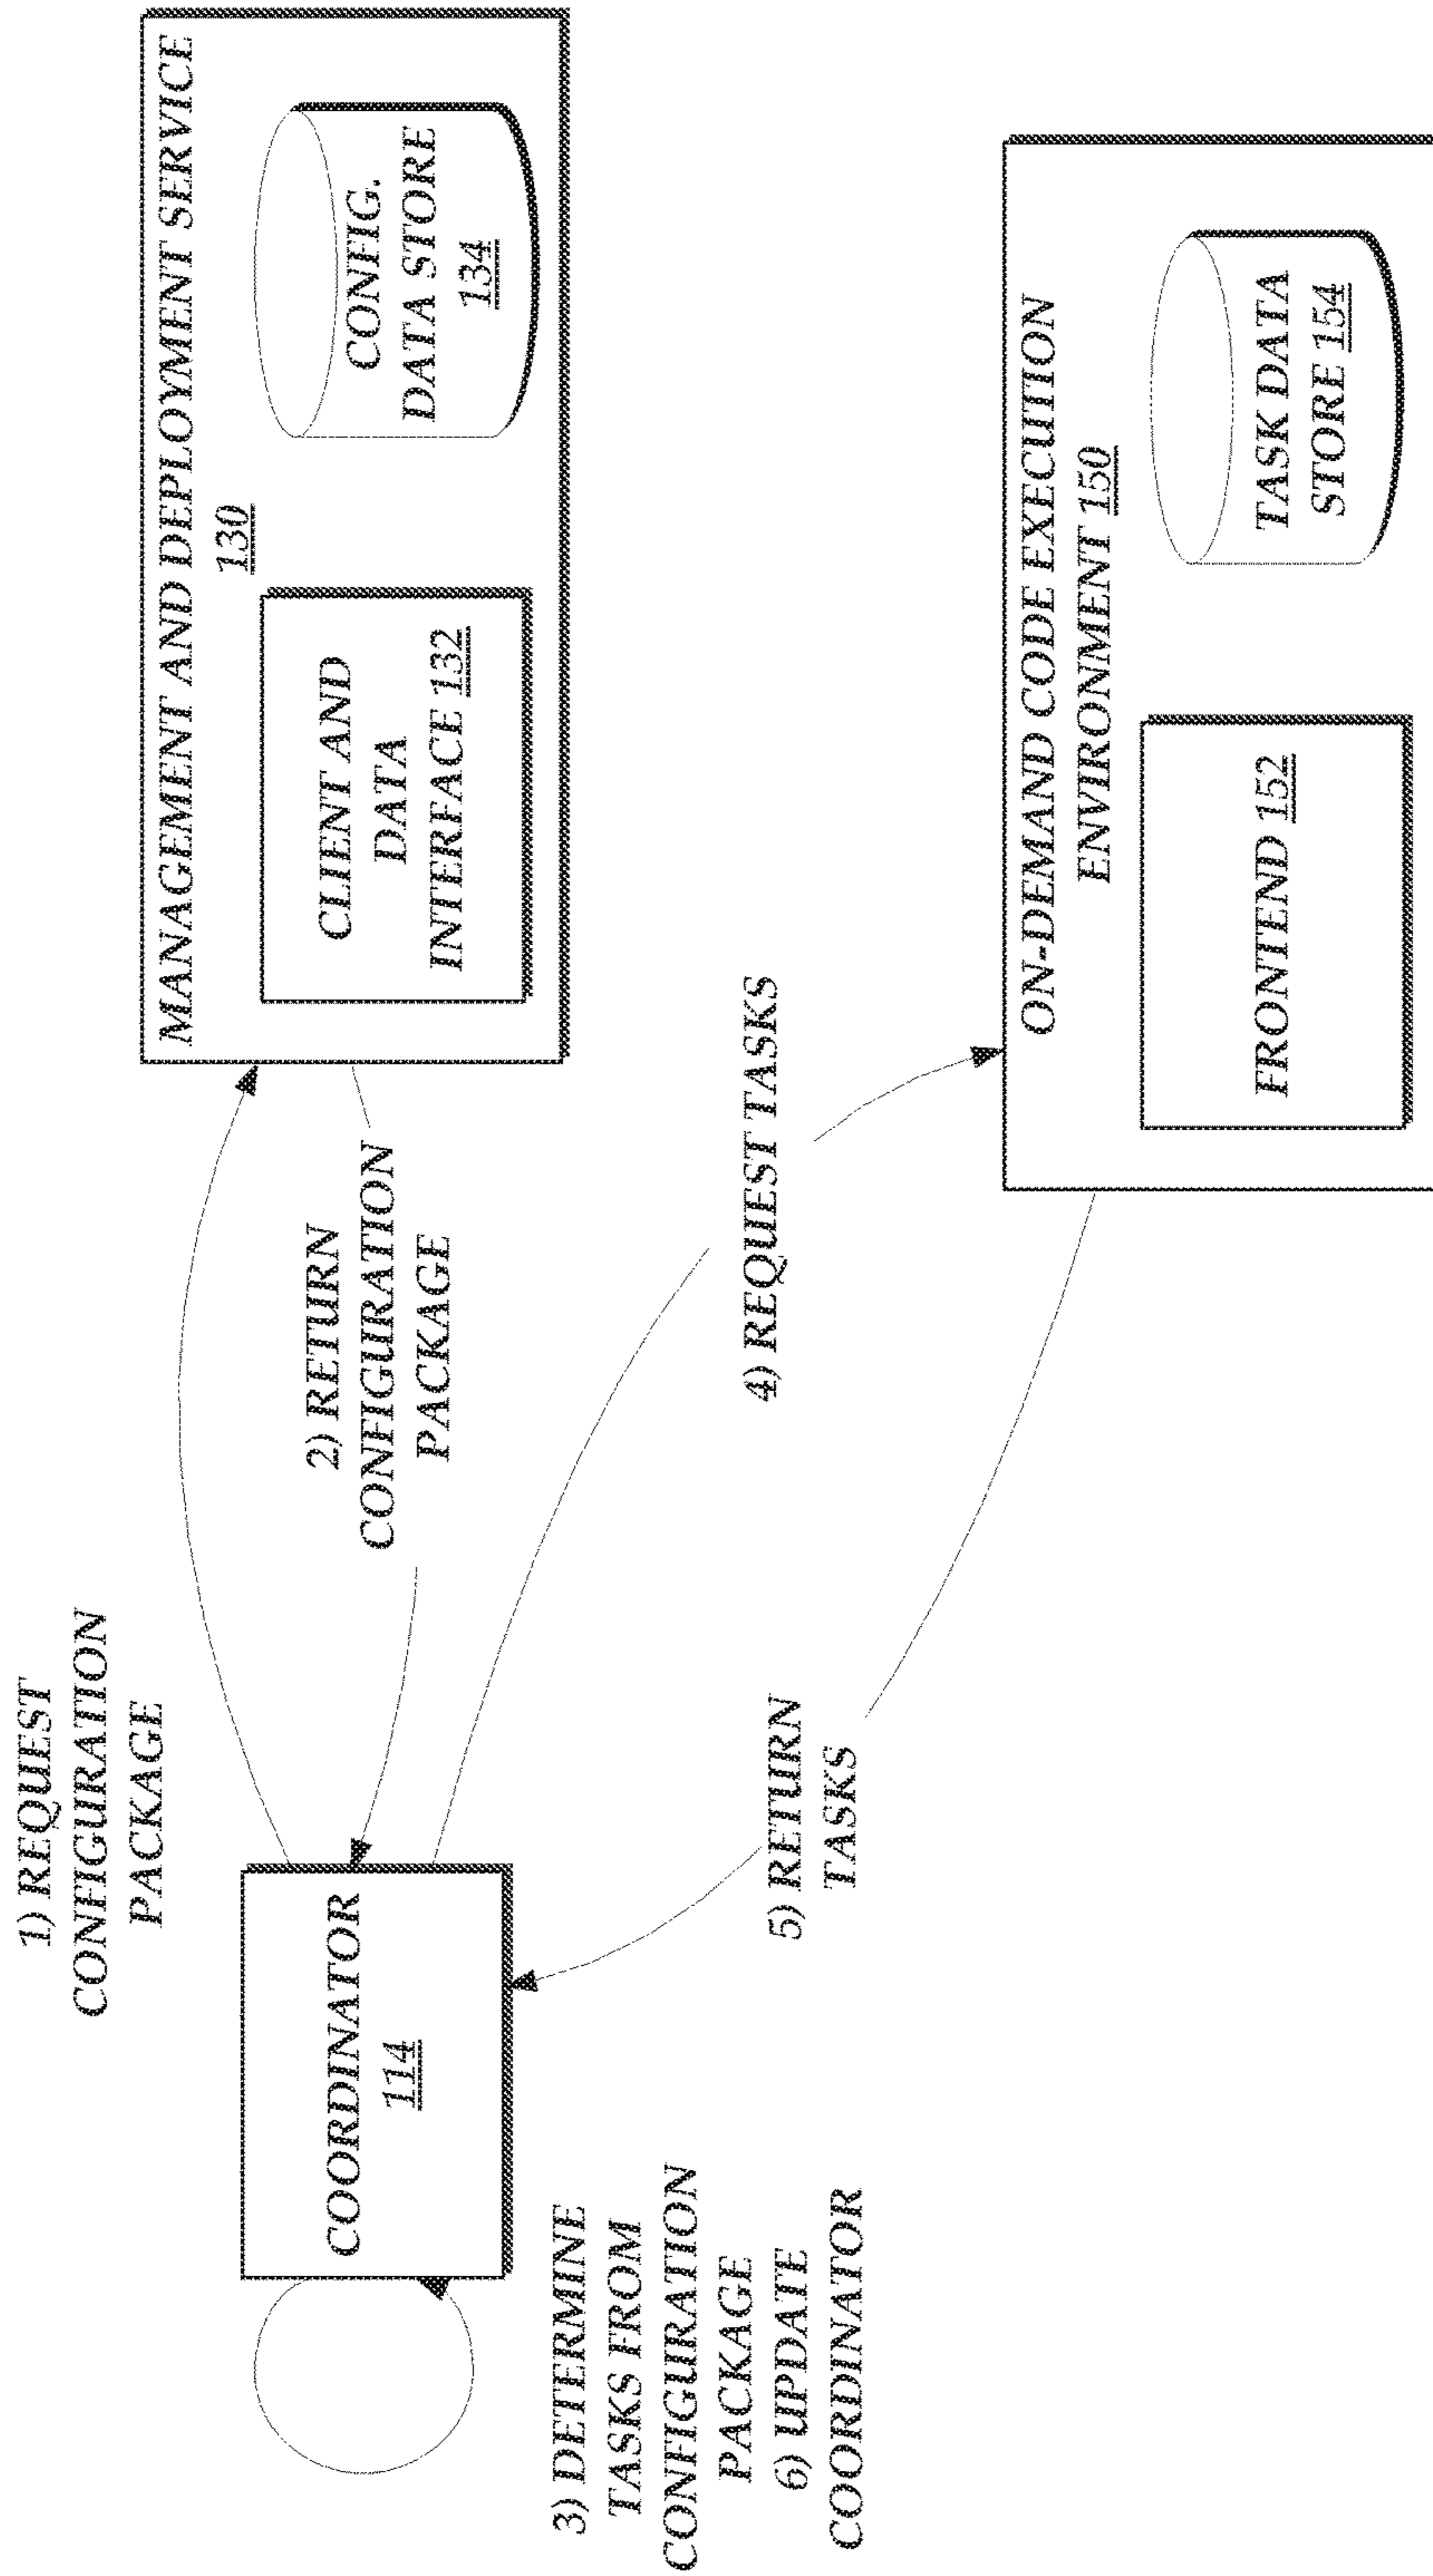 1) REQUEST
CONFIGURATION
PACKAGE
MANAGEMENT AND DEPLOYMENT SERVICE
130
CLIENT AND
DATA
INTERFACE 132
CONFIG.
DATA STORE
134
2) RETURN
CONFIGURATION
PACKAGE
COORDINATOR
114
3) DETERMINE
TASKS FROM
CONFIGURATION
PACKAGE
6) UPDATE
COORDINATOR
4) REQUEST TASKS
5) RETURN
TASKS
ON-DEMAND CODE EXECUTION
ENVIRONMENT 150
FRONTEND 152
TASK DATA
STORE 154